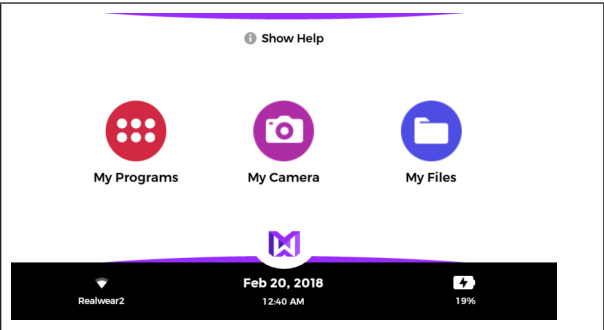 Show Help
My Programs
My Camera
My Files
Feb 20, 2018
Realwear2
12:40 AM
19%